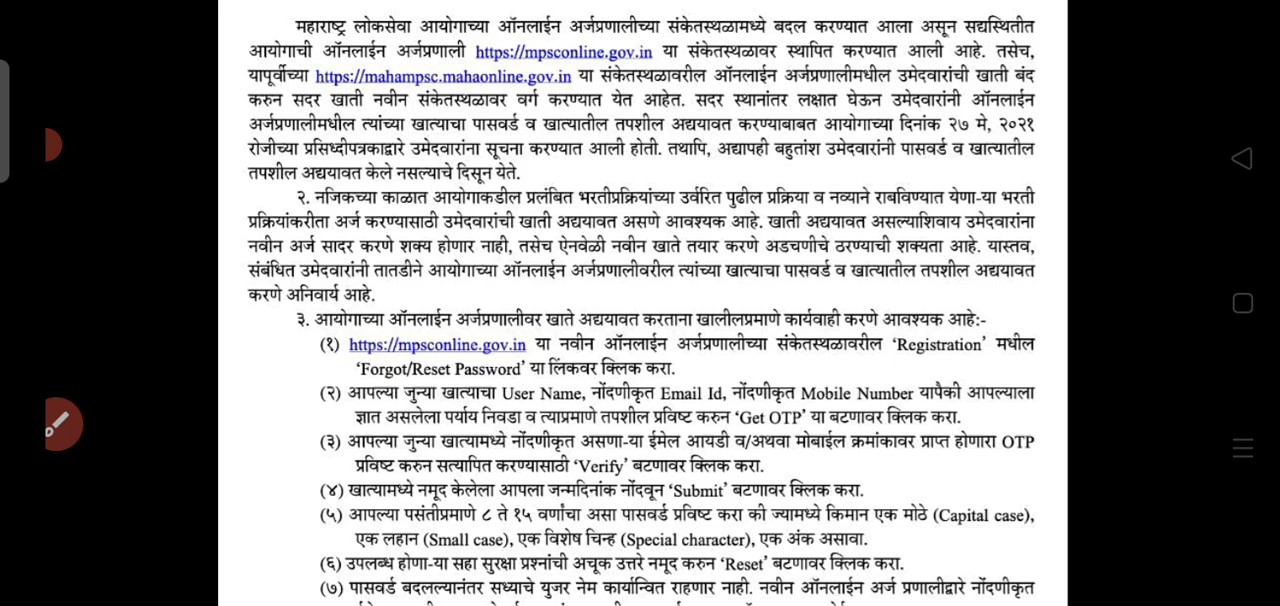 महाराष्ट्र लोकसेवा आयोगाच्या ऑनलाईन अर्जप्रणालीच्या संकेतस्थळामध्ये बदल करण्यात आला असून सद्यस्थितीत
आयोगाची ऑनलाईन अर्जप्रणाली https://mpsconline.gov.in या संकेतस्थळावर स्थापित करण्यात आली आहे. तसेच,
यापूर्वीच्या https://mahampsc.mahaonline.gov.in या संकेतस्थळावरील ऑनलाईन अर्जप्रणालीमधील उमेदवारांची खाती बंद
करुन सदर खाती नवीन संकेतस्थळावर वर्ग करण्यात येत आहेत. सदर स्थानांतर लक्षात घेऊन उमेदवारांनी ऑनलाईन
अर्जप्रणालीमधील त्यांच्या खात्याचा पासवर्ड व खात्यातील तपशील अद्ययावत करण्याबाबत आयोगाच्या दिनांक २७ मे, २०२१
रोजीच्या प्रसिध्दीपत्रकाद्वारे उमेदवारांना सूचना करण्यात आली होती. तथापि, अद्यापही बहुतांश उमेदवारांनी पासवर्ड व खात्यातील
तपशील अद्ययावत केले नसल्याचे दिसून येते.
२. नजिकच्या काळात आयोगाकडील प्रलंबित भरतीप्रक्रियांच्या उर्वरित पुढील प्रक्रिया व नव्याने राबविण्यात येणा-या भरती
प्रक्रियांकरीता अर्ज करण्यासाठी उमेदवारांची खाती अद्ययावत असणे आवश्यक आहे. खाती अद्ययावत असल्याशिवाय उमेदवारांना
नवीन अर्ज सादर करणे शक्य होणार नाही, तसेच ऐनवेळी नवीन खाते तयार करणे अडचणीचे ठरण्याची शक्यता आहे. यास्तव,
संबंधित उमेदवारांनी तातडीने आयोगाच्या ऑनलाईन अर्जप्रणालीवरील त्यांच्या खात्याचा पासवर्ड व खात्यातील तपशील अद्ययावत
करणे अनिवार्य आहे.
३. आयोगाच्या ऑनलाईन अर्जप्रणालीवर खाते अद्ययावत करताना खालीलप्रमाणे कार्यवाही करणे आवश्यक आहे:-
(१) https://mpsconline.gov.in या नवीन ऑनलाईन अर्जप्रणालीच्या संकेतस्थळावरील ‘Registration’ मधील
‘Forgot/Reset Password’ या लिंकवर क्लिक करा.
(२) आपल्या जुन्या खात्याचा User Name, नोंदणीकृत Email Id, नोंदणीकृत Mobile Number यापैकी आपल्याला
ज्ञात असलेला पर्याय निवडा व त्याप्रमाणे तपशील प्रविष्ट करुन ‘Get OTP’ या बटणावर क्लिक करा.
(३) आपल्या जुन्या खात्यामध्ये नोंदणीकृत असणा-या ईमेल आयडी व/अथवा मोबाईल क्रमांकावर प्राप्त होणारा OTP
प्रविष्ट करुन सत्यापित करण्यासाठी ‘Verify’ बटणावर क्लिक करा.
(४) खात्यामध्ये नमूद केलेला आपला जन्मदिनांक नोंदवून ‘Submit’ बटणावर क्लिक करा.
(५) आपल्या पसंतीप्रमाणे ८ ते १५ वर्णाचा असा पासवर्ड प्रविष्ट करा की ज्यामध्ये किमान एक मोठे (Capital case),
एक लहान (Small case), एक विशेष चिन्ह (Special character), एक अंक असावा.
(६) उपलब्ध होणा-या सहा सुरक्षा प्रश्नांची अचूक उत्तरे नमूद करुन ‘Reset’ बटणावर क्लिक करा.
(७) पासवर्ड बदलल्यानंतर सध्याचे युजर नेम कार्यान्वित राहणार नाही. नवीन ऑनलाईन अर्ज प्रणालीद्वारे नोंदणीकृत